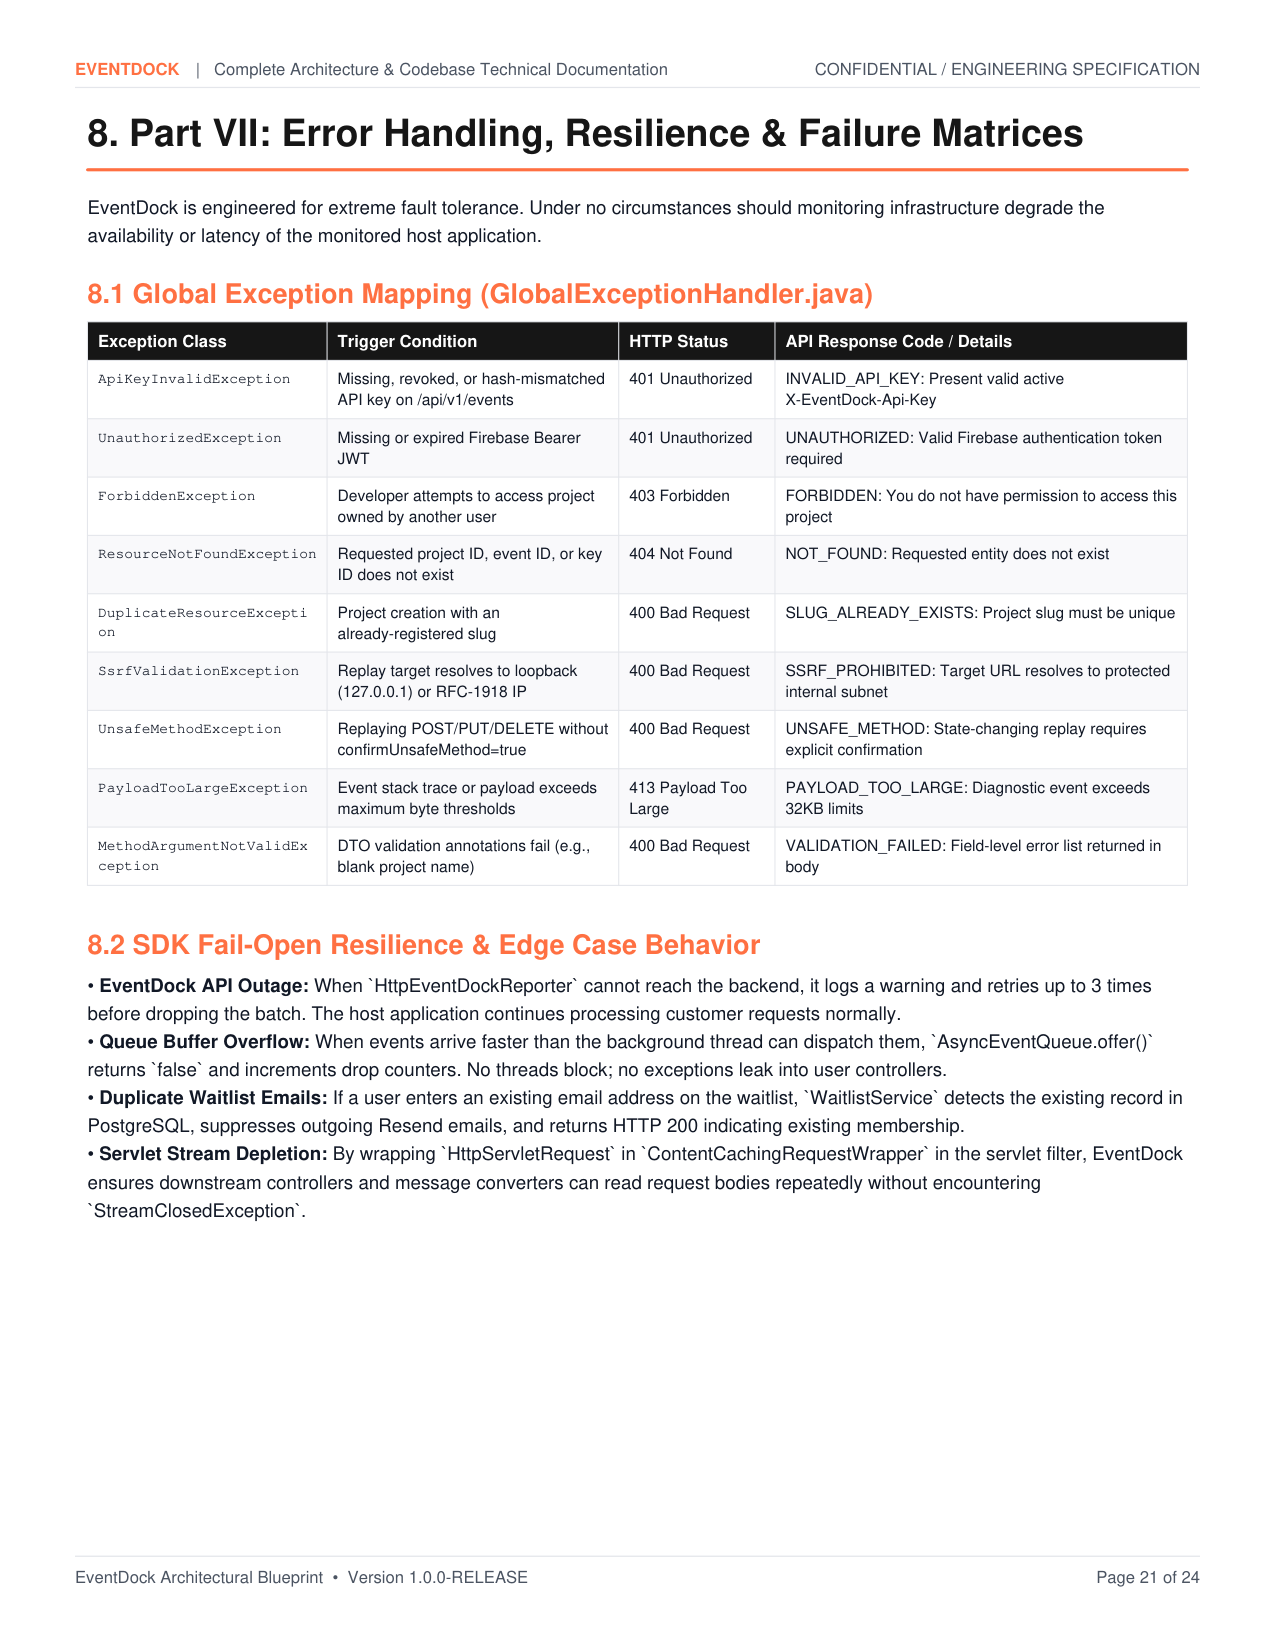 EVENTDOCK | Complete Architecture & Codebase Technical Documentation CONFIDENTIAL / ENGINEERING SPECIFICATION
8. Part VII: Error Handling, Resilience & Failure Matrices
EventDock is engineered for extreme fault tolerance. Under no circumstances should monitoring infrastructure degrade the
availability or latency of the monitored host application.
8.1 Global Exception Mapping (GlobalExceptionHandler.java)
Exception Class Trigger Condition HTTP Status API Response Code / Details
ApiKeyInvalidException Missing, revoked, or hash-mismatched 401 Unauthorized INVALID_API_KEY: Present valid active
API key on /api/v1/events X-EventDock-Api-Key
UnauthorizedException Missing or expired Firebase Bearer 401 Unauthorized UNAUTHORIZED: Valid Firebase authentication token
JWT required
ForbiddenException Developer attempts to access project 403 Forbidden FORBIDDEN: You do not have permission to access this
owned by another user project
ResourceNotFoundException Requested project ID, event ID, or key 404 Not Found NOT_FOUND: Requested entity does not exist
ID does not exist
DuplicateResourceExcepti Project creation with an 400 Bad Request SLUG_ALREADY_EXISTS: Project slug must be unique
on already-registered slug
SsrfValidationException Replay target resolves to loopback 400 Bad Request SSRF_PROHIBITED: Target URL resolves to protected
(127.0.0.1) or RFC-1918 IP internal subnet
UnsafeMethodException Replaying POST/PUT/DELETE without 400 Bad Request UNSAFE_METHOD: State-changing replay requires
confirmUnsafeMethod=true explicit confirmation
PayloadTooLargeException Event stack trace or payload exceeds 413 Payload Too PAYLOAD_TOO_LARGE: Diagnostic event exceeds
maximum byte thresholds Large 32KB limits
MethodArgumentNotValidEx DTO validation annotations fail (e.g., 400 Bad Request VALIDATION_FAILED: Field-level error list returned in
ception blank project name) body
8.2 SDK Fail-Open Resilience & Edge Case Behavior
• EventDock API Outage: When `HttpEventDockReporter` cannot reach the backend, it logs a warning and retries up to 3 times
before dropping the batch. The host application continues processing customer requests normally.
• Queue Buffer Overflow: When events arrive faster than the background thread can dispatch them, `AsyncEventQueue.offer()`
returns `false` and increments drop counters. No threads block; no exceptions leak into user controllers.
• Duplicate Waitlist Emails: If a user enters an existing email address on the waitlist, `WaitlistService` detects the existing record in
PostgreSQL, suppresses outgoing Resend emails, and returns HTTP 200 indicating existing membership.
• Servlet Stream Depletion: By wrapping `HttpServletRequest` in `ContentCachingRequestWrapper` in the servlet filter, EventDock
ensures downstream controllers and message converters can read request bodies repeatedly without encountering
`StreamClosedException`.
EventDock Architectural Blueprint • Version 1.0.0-RELEASE Page 21 of 24